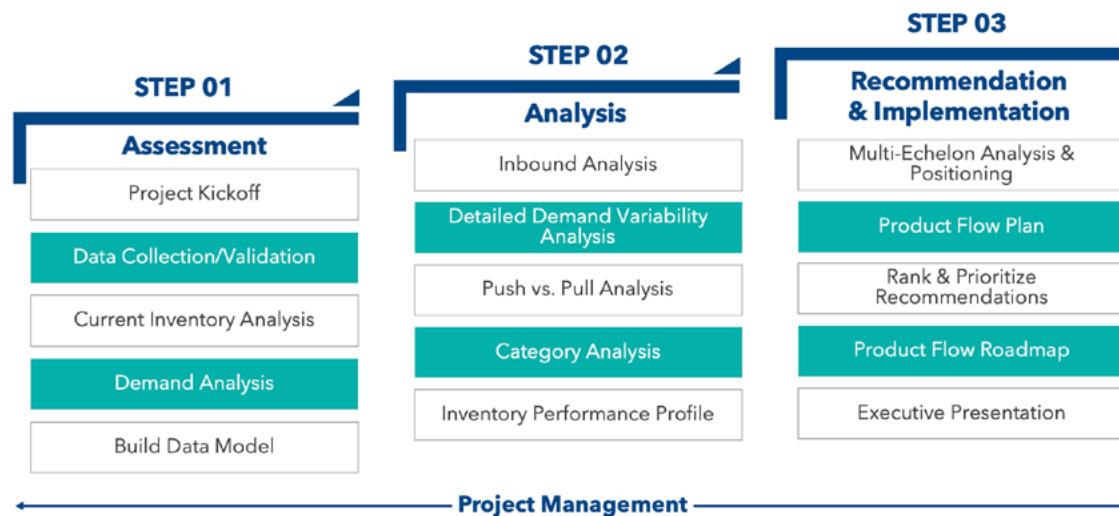 STEP 01
Assessment
Project Kickoff
Data Collection/Validation
Current Inventory Analysis
Demand Analysis
Build Data Model
STEP 02
Analysis
Inbound Analysis
Detailed Demand Variability
Analysis
Push vs. Pull Analysis
Category Analysis
Inventory Performance Profile
STEP 03
Recommendation
& Implementation
Multi-Echelon Analysis &
Positioning
Product Flow Plan
Rank & Prioritize
Recommendations
Product Flow Roadmap
Executive Presentation
Project Management